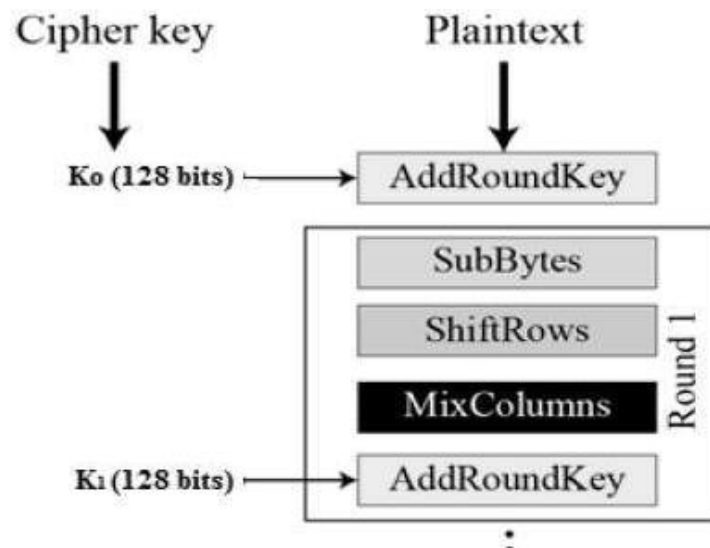 Cipher key
Plaintext
K0 (128 bits)
AddRoundKey
SubBytes
ShiftRows
MixColumns
Round 1
K1 (128 bits)
AddRoundKey